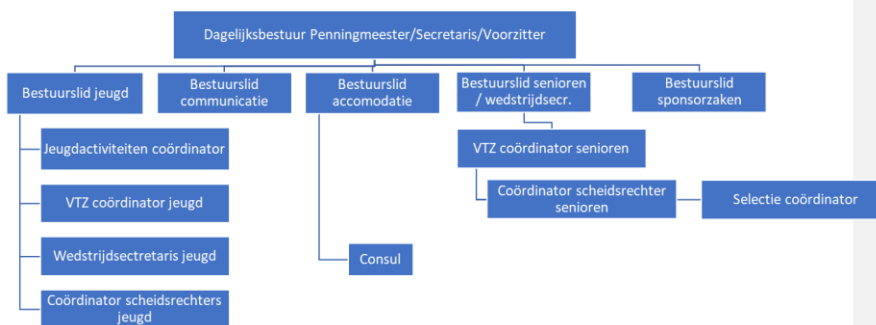 Dagelijksbestuur Penningmeester/Secretaris/Voorzitter
Bestuurslid jeugd
Bestuurslid
communicatie
Bestuurslid
accomodatie
Bestuurslid senioren
/ wedstrijdsecr.
Bestuurslid
sponsorzaken
Jeugdactiviteiten coördinator
VTZ coördinator jeugd
Wedstrijdsectretaris jeugd
Coördinator scheidsrechters
jeugd
Consul
VTZ coördinator senioren
Coördinator scheidsrechter
senioren
Selectie coördinator